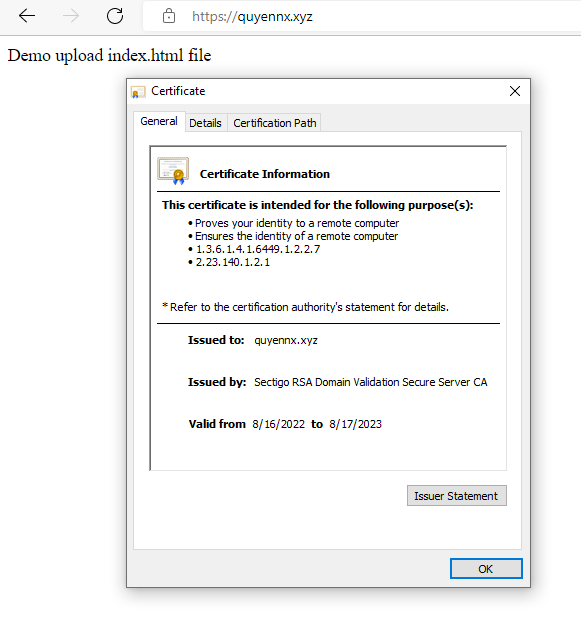 https://quyennx.xyz
Demo upload index.html file
Certificate
General Details Certification Path
Certificate Information
This certificate is intended for the following purpose(s):
• Proves your identity to a remote computer
• Ensures the identity of a remote computer
• 1.3.6.1.4.1.6449.1.2.2.7
• 2.23.140.1.2.1
* Refer to the certification authority's statement for details.
Issued to: quyennx.xyz
Issued by: Sectigo RSA Domain Validation Secure Server CA
Valid from 8/16/2022 to 8/17/2023
Issuer Statement
OK